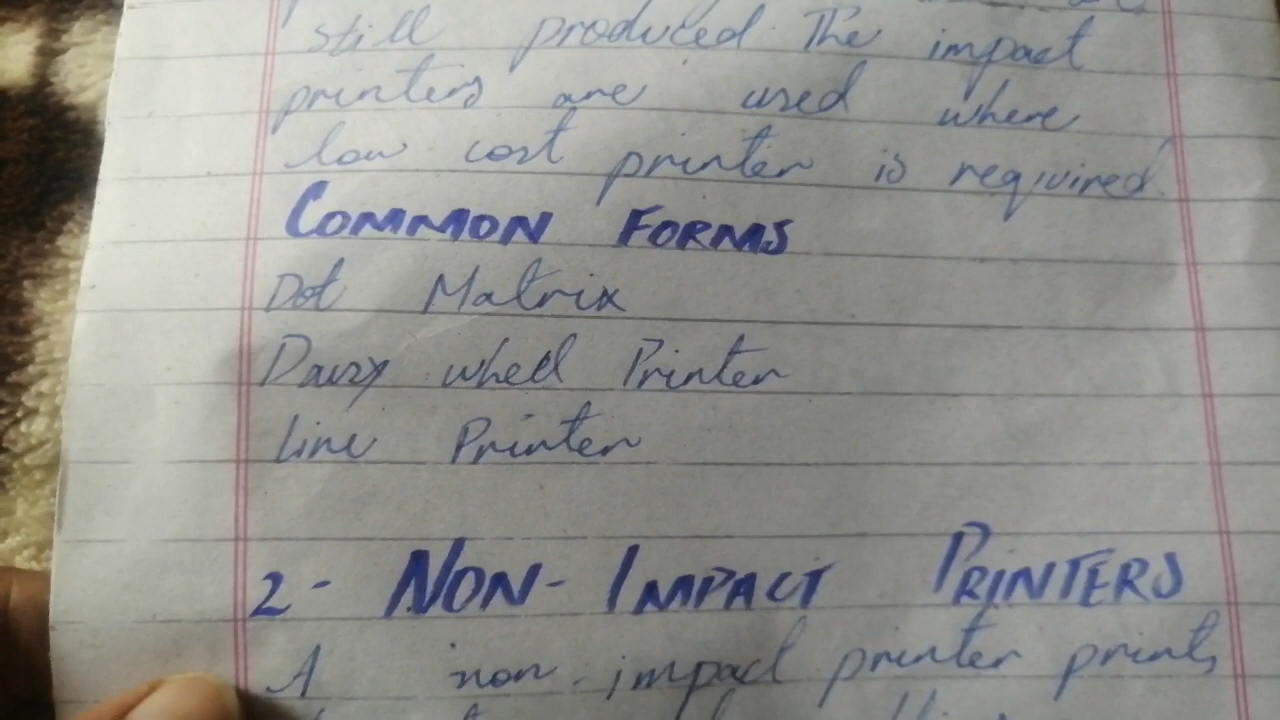 still produced. The impact
printers are used where
low cost printer is required.
COMMON FORMS
Dot Matrix
Daisy wheel Printer
Line Printer
2- NON-IMPACT PRINTERS
A non-impact printer prints